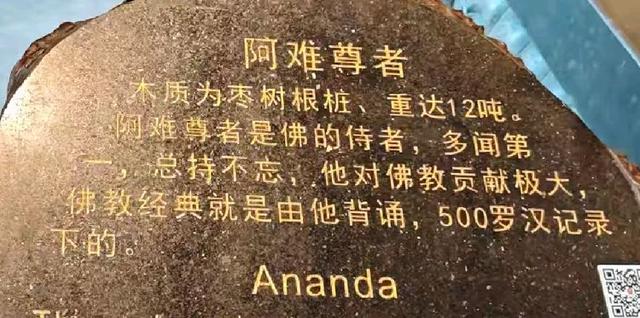 阿难尊者
木质为枣树根桩、重达12吨。
阿难尊者是佛的侍者，多闻第
一，总持不忘，他对佛教贡献极大，
佛教经典就是由他背诵，500罗汉记录
下的。
Ananda